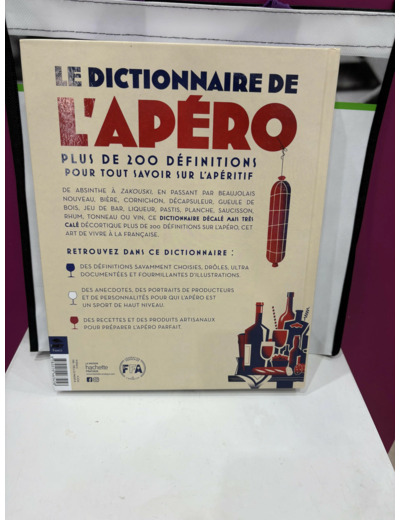 LE DICTIONNAIRE DE
L'APÉRO
PLUS DE 200 DÉFINITIONS
POUR TOUT SAVOIR SUR L'APÉRITIF
DE ABSINTHE À ZAKOUSKI, EN PASSANT PAR BEAUJOLAIS
NOUVEAU, BIÈRE, CORNICHON, DÉCAPSULEUR, GUEULE DE
BOIS, JEU DE BAR, LIQUEUR, PASTIS, PLANCHE, SAUCISSON,
RHUM, TONNEAU OU VIN, CE DICTIONNAIRE DÉCALÉ MAIS TRÈS
CALÉ DÉCORTIQUE PLUS DE 200 DÉFINITIONS SUR L'APÉRO, CET
ART DE VIVRE À LA FRANÇAISE.
RETROUVEZ DANS CE DICTIONNAIRE :
DES DÉFINITIONS SAVAMMENT CHOISIES, DRÔLES, ULTRA
DOCUMENTÉES ET FOURMILLANTES D'ILLUSTRATIONS
DES ANECDOTES, DES PORTRAITS DE PRODUCTEURS
ET DE PERSONNALITÉS POUR QUI L'APÉRO EST
UN SPORT DE HAUT NIVEAU.
DES RECETTES ET DES PRODUITS ARTISANAUX
POUR PRÉPARER L'APÉRO PARFAIT.
hachette